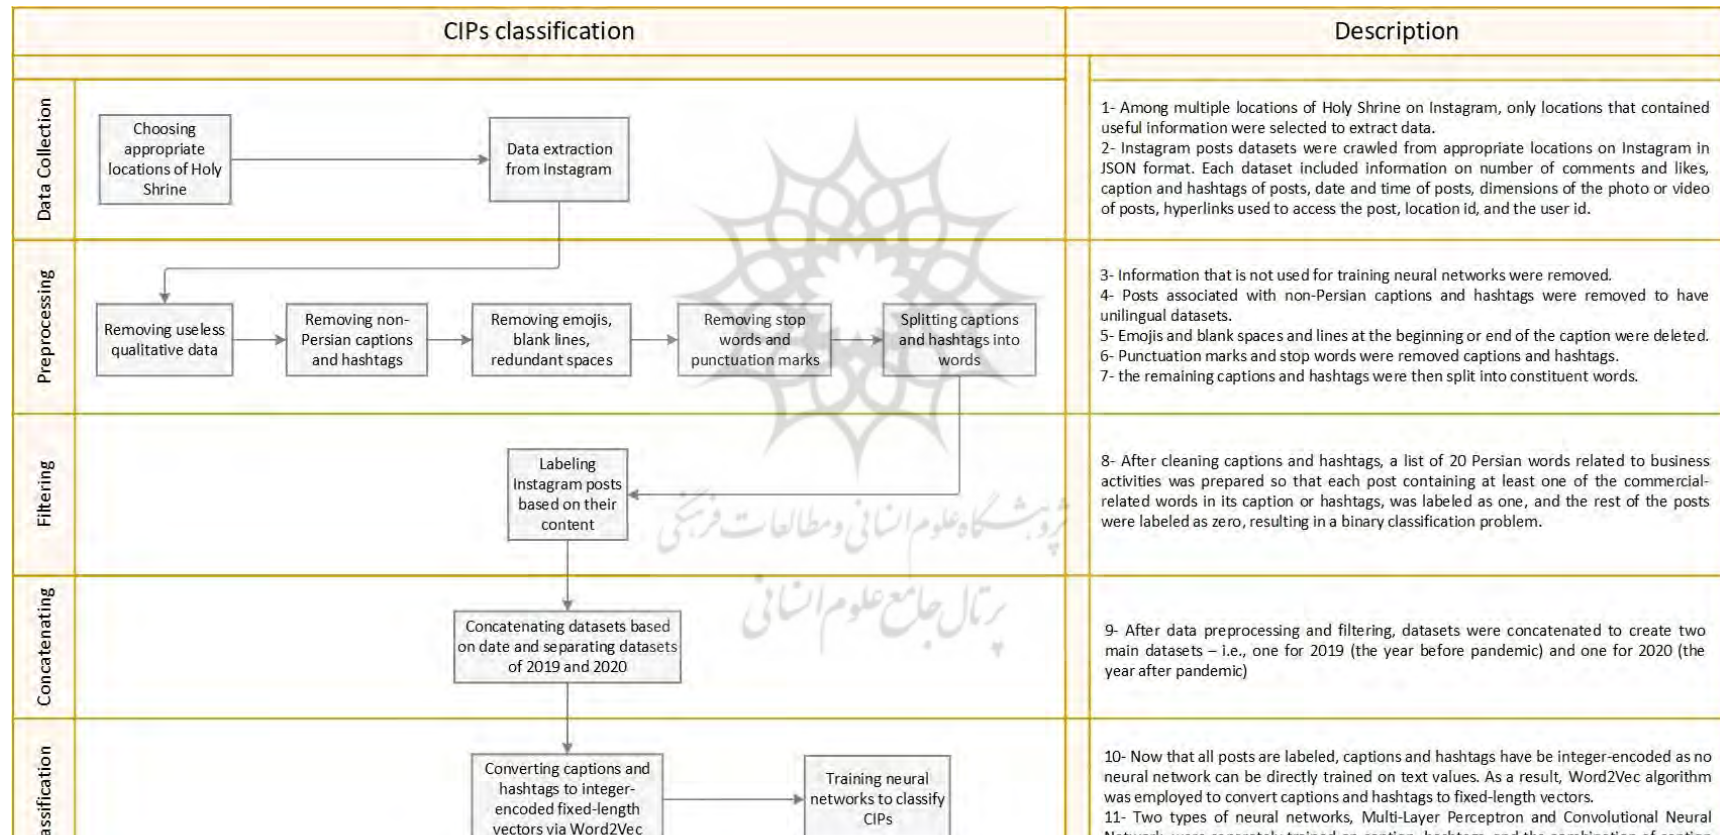 CIPs classification
Description
Data Collection
Choosing
appropriate
locations of Holy
Shrine
Data extraction
from Instagram
1- Among multiple locations of Holy Shrine on Instagram, only locations that contained
useful information were selected to extract data.
2- Instagram posts datasets were crawled from appropriate locations on Instagram in
JSON format. Each dataset included information on number of comments and likes,
caption and hashtags of posts, date and time of posts, dimensions of the photo or video
of posts, hyperlinks used to access the post, location id, and the user id.
Preprocessing
Removing useless
qualitative data
Removing non-
Persian captions
and hashtags
Removing emojis,
blank lines,
redundant spaces
Removing stop
words and
punctuation marks
Splitting captions
and hashtags into
words
3- Information that is not used for training neural networks were removed.
4- Posts associated with non-Persian captions and hashtags were removed to have
unilingual datasets.
5- Emojis and blank spaces and lines at the beginning or end of the caption were deleted.
6- Punctuation marks and stop words were removed captions and hashtags.
7- the remaining captions and hashtags were then split into constituent words.
Filtering
Labeling
Instagram posts
based on their
content
8- After cleaning captions and hashtags, a list of 20 Persian words related to business
activities was prepared so that each post containing at least one of the commercial-
related words in its caption or hashtags, was labeled as one, and the rest of the posts
were labeled as zero, resulting in a binary classification problem.
پژوهشگاه علوم انسانی و مطالعات فرهنگی
پرتال جامع علوم انسانی
Concatenating
Concatenating datasets based
on date and separating datasets
of 2019 and 2020
9- After data preprocessing and filtering, datasets were concatenated to create two
main datasets – i.e., one for 2019 (the year before pandemic) and one for 2020 (the
year after pandemic)
assification
Converting captions and
hashtags to integer-
encoded fixed-length
vectors via Word2Vec
Training neural
networks to classify
CIPs
10- Now that all posts are labeled, captions and hashtags have be integer-encoded as no
neural network can be directly trained on text values. As a result, Word2Vec algorithm
was employed to convert captions and hashtags to fixed-length vectors.
11- Two types of neural networks, Multi-Layer Perceptron and Convolutional Neural